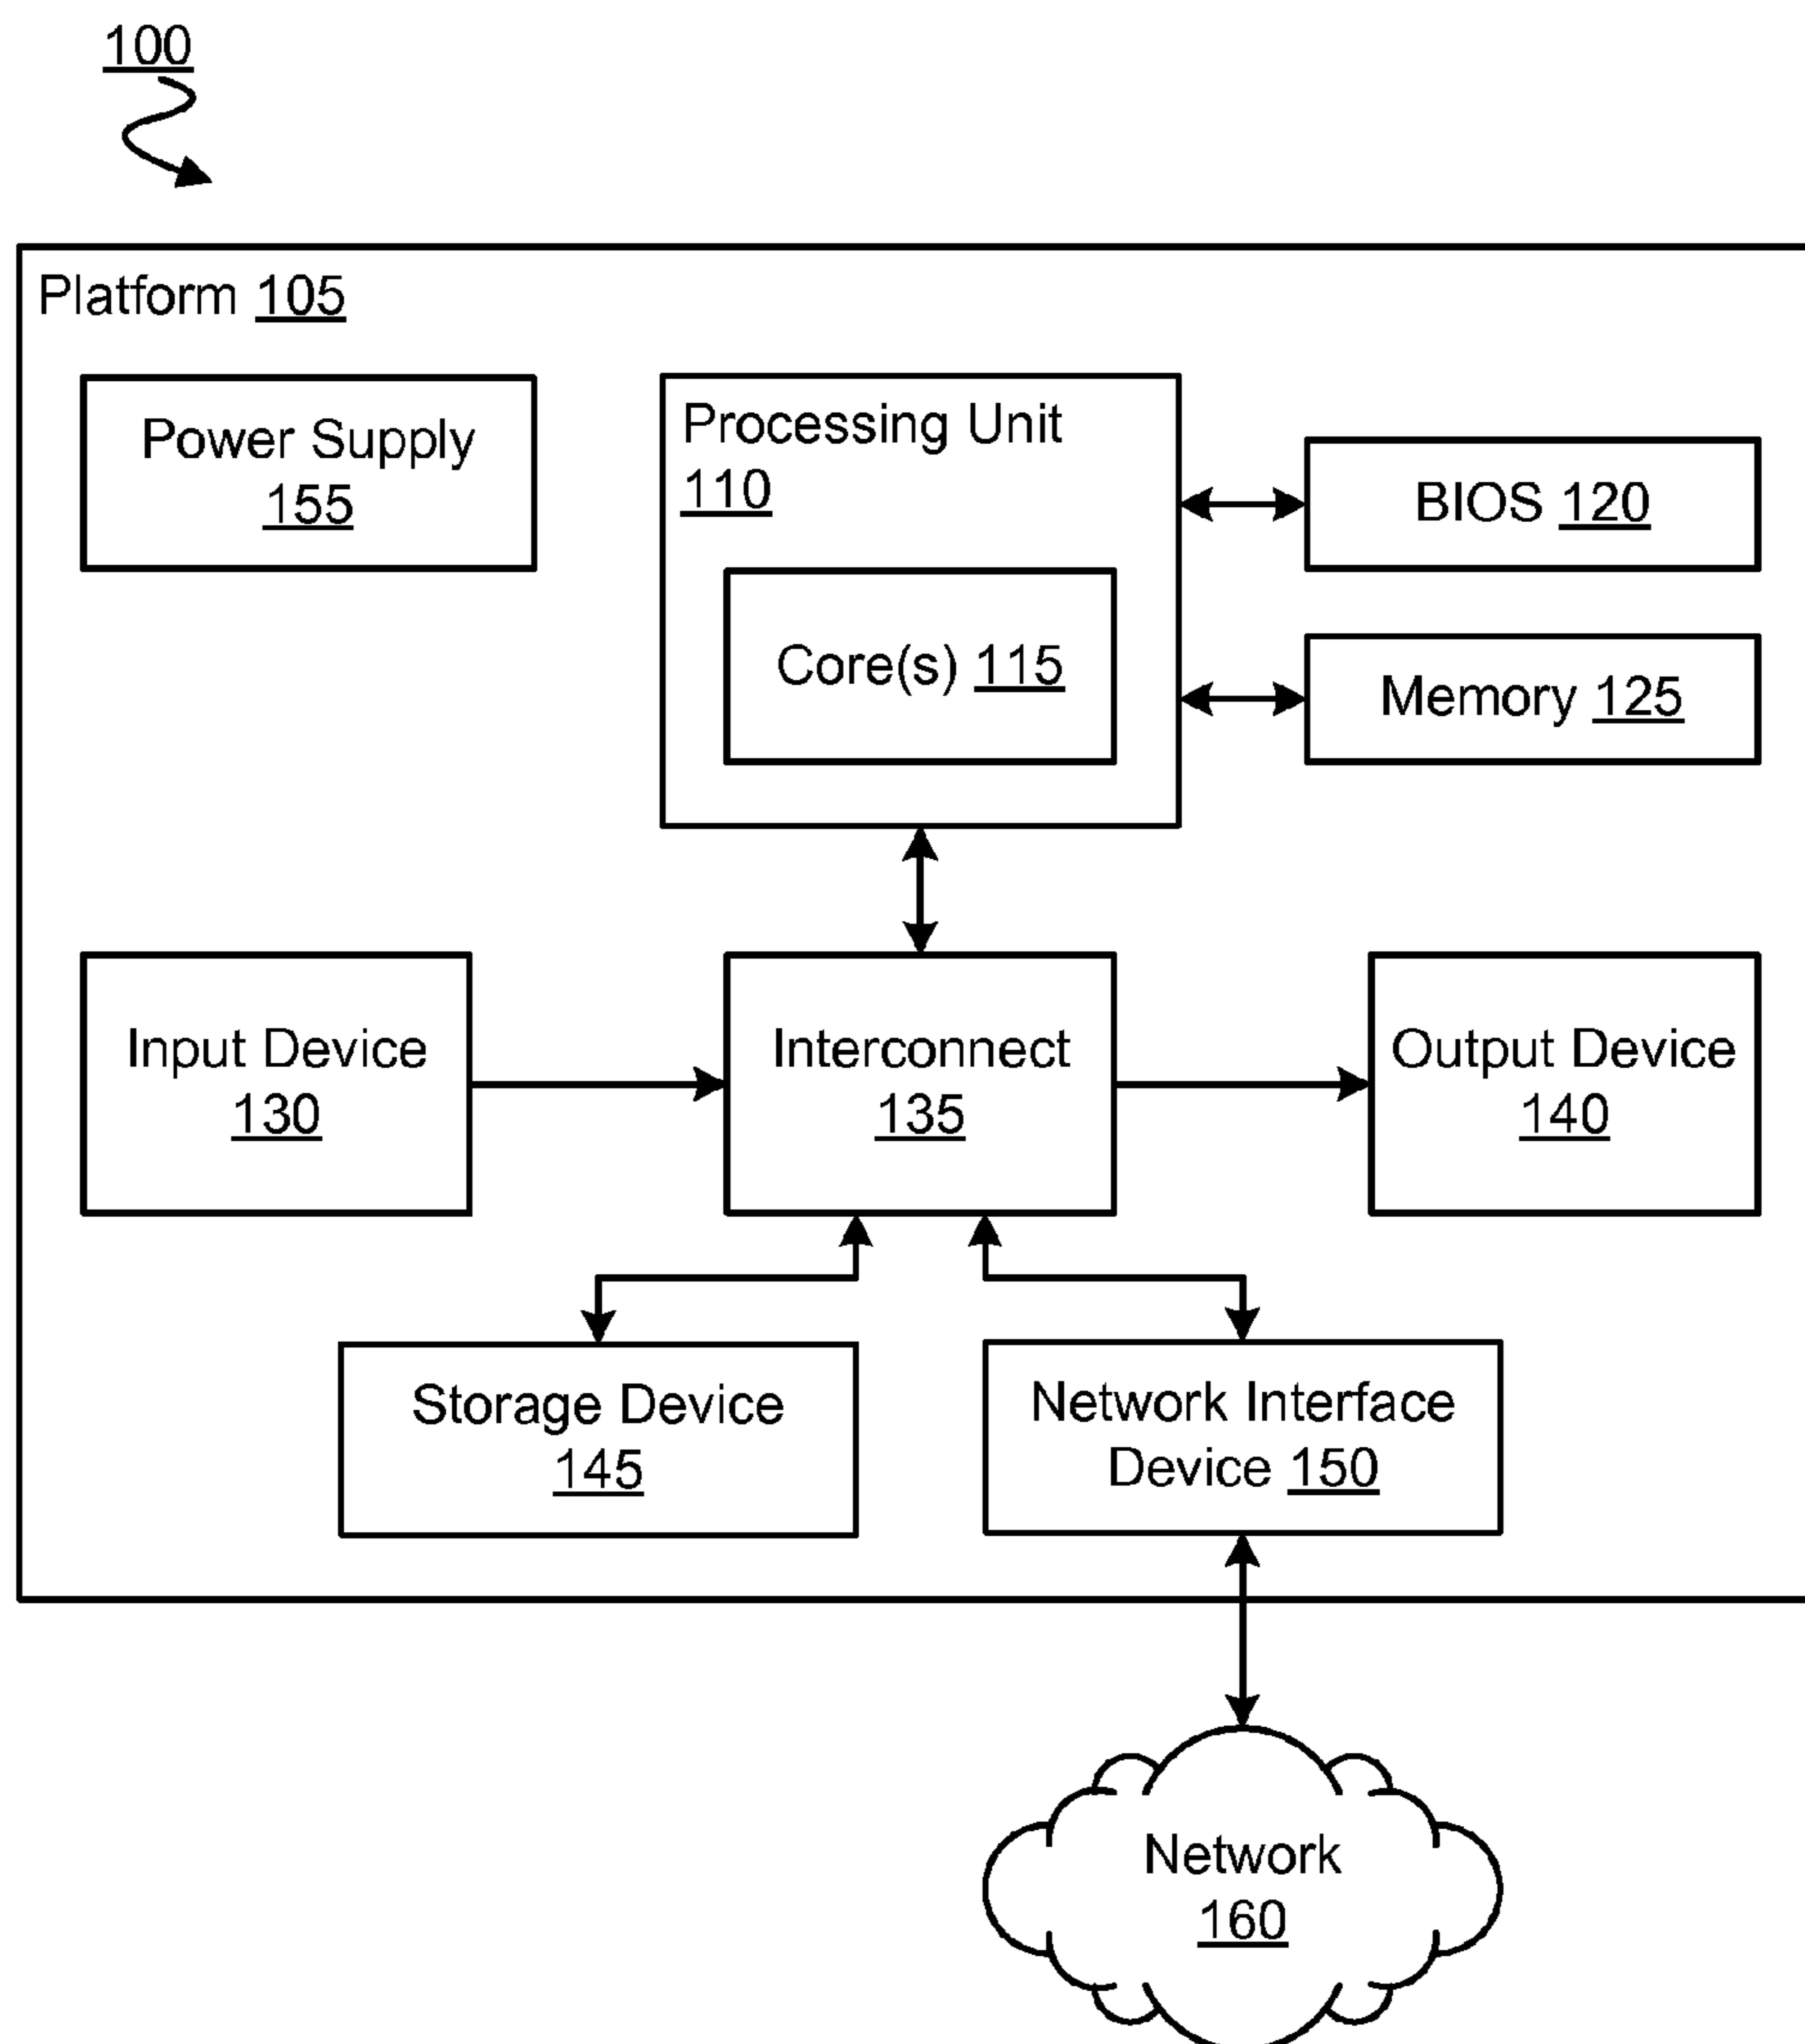 100
Platform 105
Power Supply
155
Processing Unit
110
BIOS 120
Core(s) 115
Memory 125
Input Device
130
Interconnect
135
Output Device
140
Storage Device
145
Network Interface
Device 150
Network
160